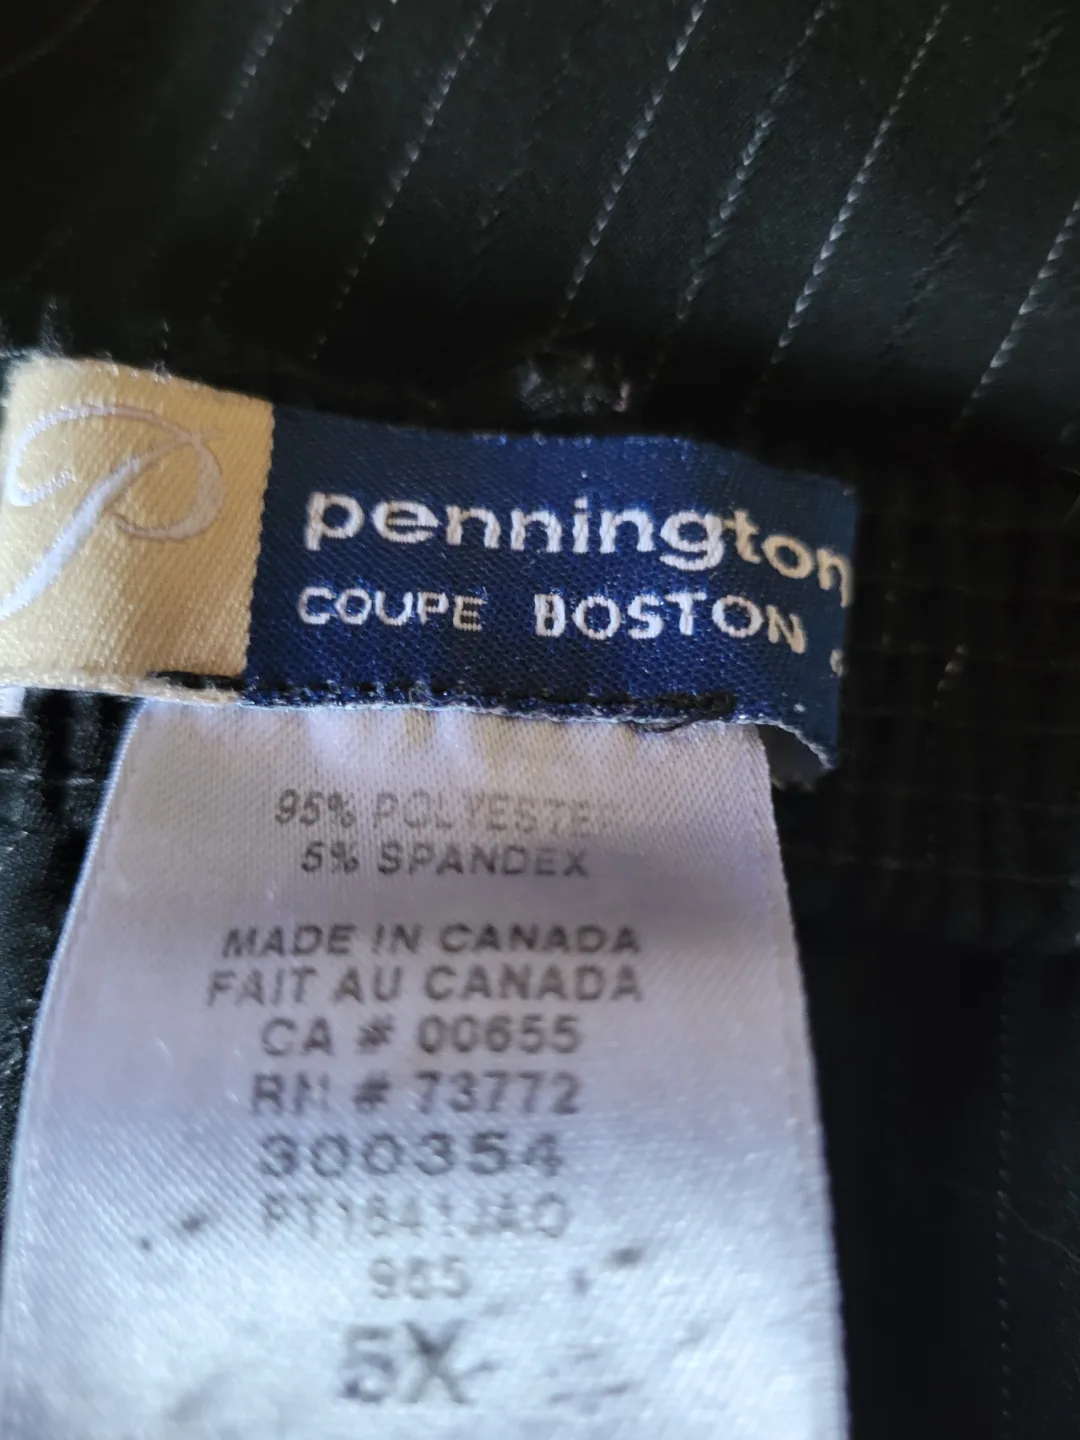 P
pennington
COUPE BOSTON
95% POLYESTER
5% SPANDEX
MADE IN CANADA
FAIT AU CANADA
CA # 00655
RN # 73772
300354
985
5X